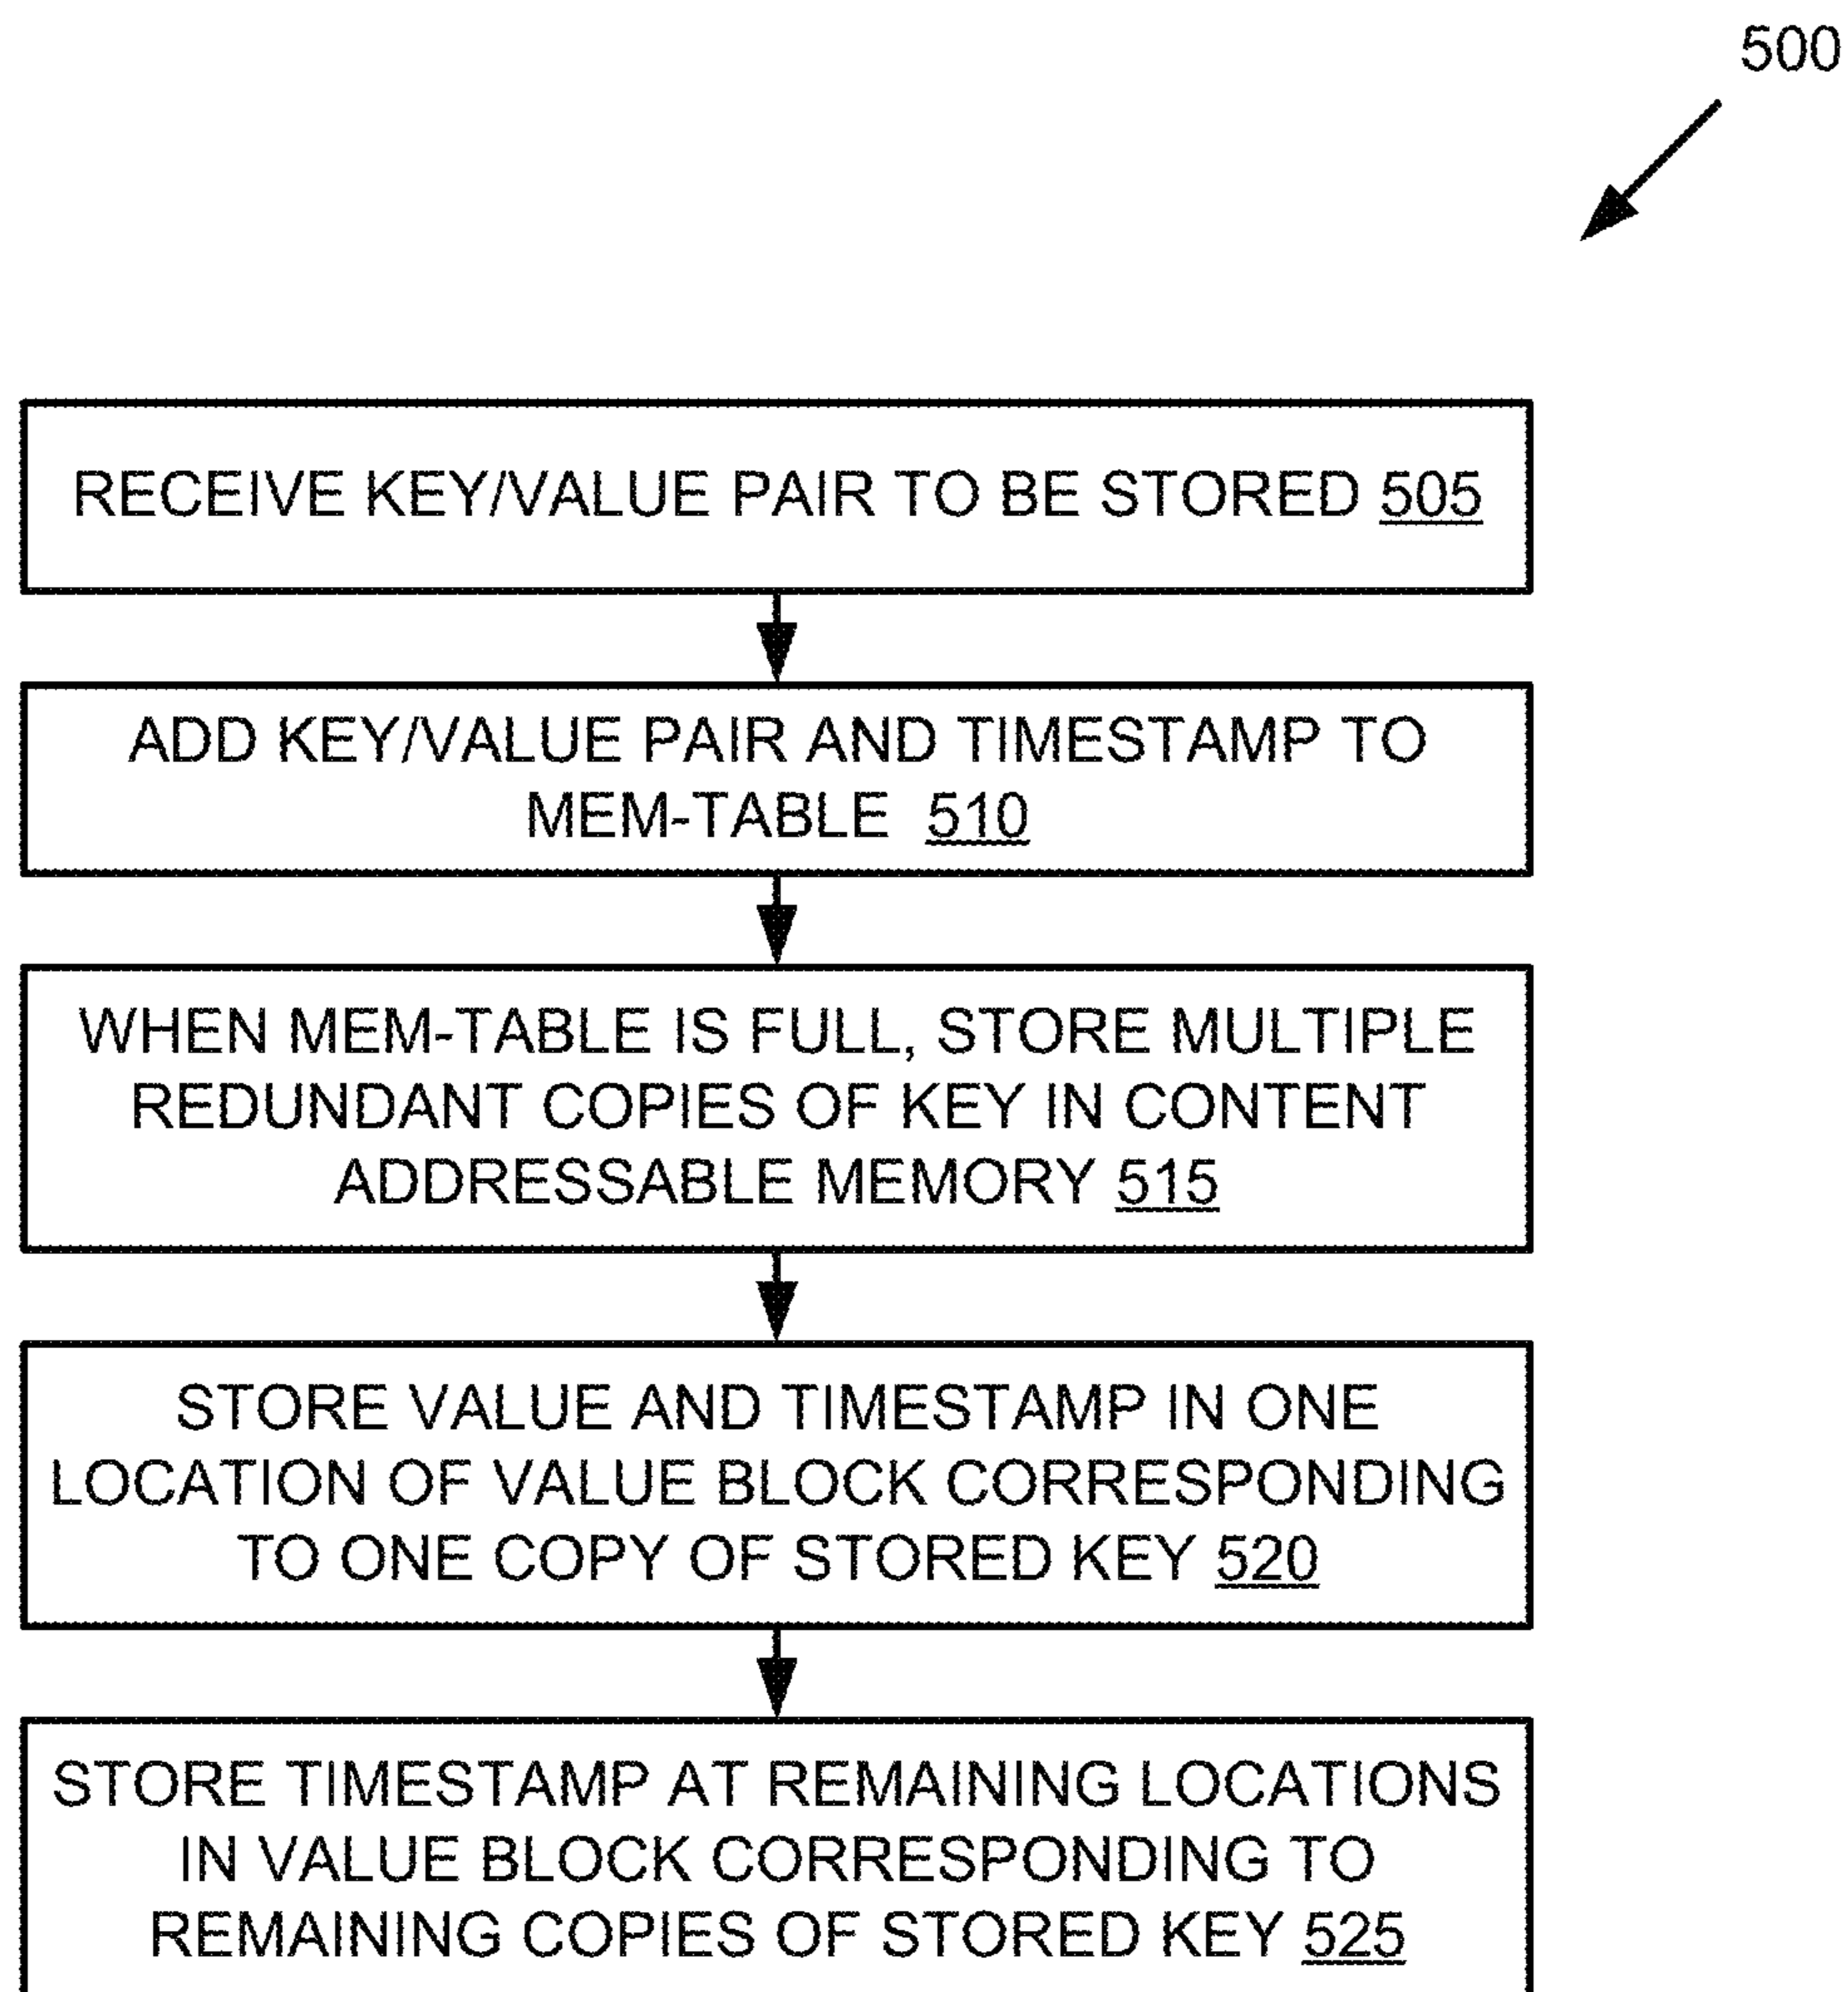 500
RECEIVE KEY/VALUE PAIR TO BE STORED 505
ADD KEY/VALUE PAIR AND TIMESTAMP TO
MEM-TABLE 510
WHEN MEM-TABLE IS FULL, STORE MULTIPLE
REDUNDANT COPIES OF KEY IN CONTENT
ADDRESSABLE MEMORY 515
STORE VALUE AND TIMESTAMP IN ONE
LOCATION OF VALUE BLOCK CORRESPONDING
TO ONE COPY OF STORED KEY 520
STORE TIMESTAMP AT REMAINING LOCATIONS
IN VALUE BLOCK CORRESPONDING TO
REMAINING COPIES OF STORED KEY 525